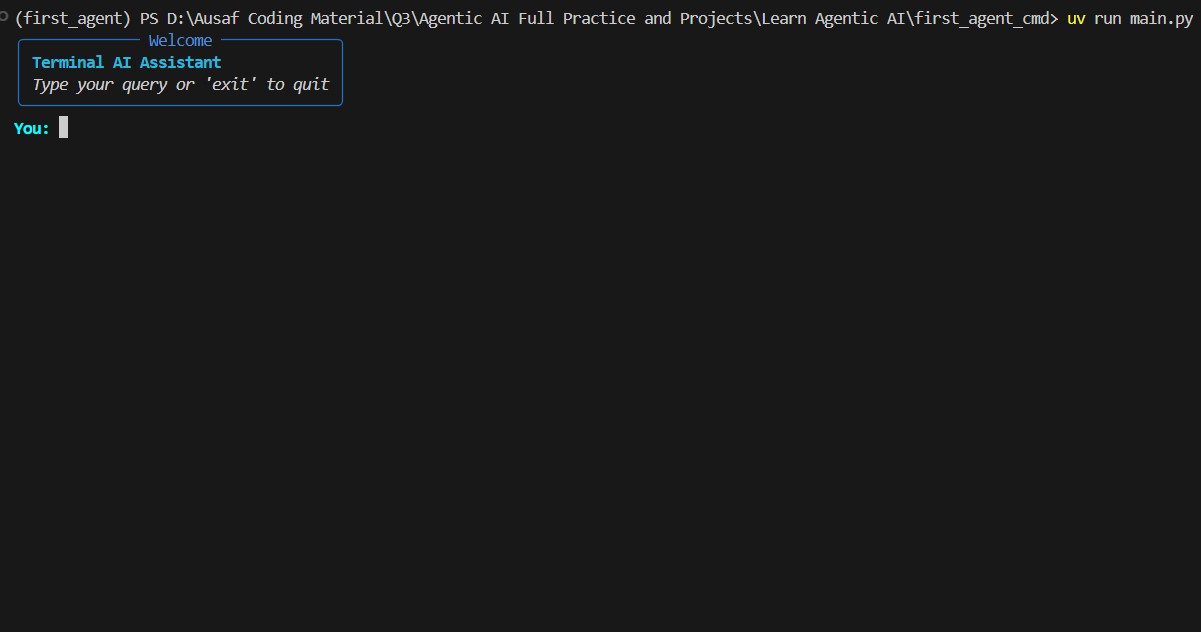 (first_agent) PS D:\Ausaf Coding Material\Q3\Agentic AI Full Practice and Projects\Learn Agentic AI\first_agent_cmd> uv run main.py
Welcome
Terminal AI Assistant
Type your query or 'exit' to quit
You: